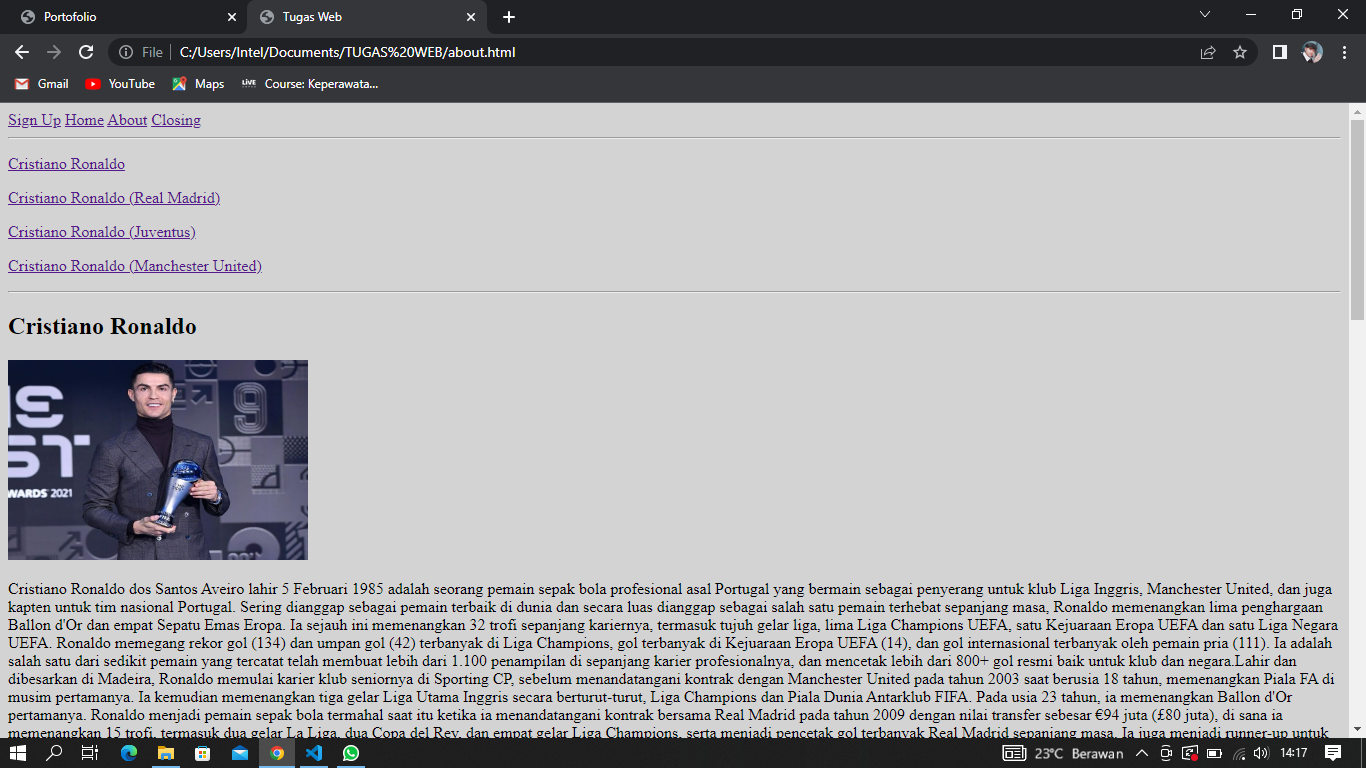 Portofolio
Tugas Web
File
C:/Users/Intel/Documents/TUGAS%20WEB/about.html
Gmail YouTube Maps LIVE Course: Keperawata...
Sign Up Home About Closing
Cristiano Ronaldo
Cristiano Ronaldo (Real Madrid)
Cristiano Ronaldo (Juventus)
Cristiano Ronaldo (Manchester United)
Cristiano Ronaldo
AWARDS 2021
Cristiano Ronaldo dos Santos Aveiro lahir 5 Februari 1985 adalah seorang pemain sepak bola profesional asal Portugal yang bermain sebagai penyerang untuk klub Liga Inggris, Manchester United, dan juga
kapten untuk tim nasional Portugal. Sering dianggap sebagai pemain terbaik di dunia dan secara luas dianggap sebagai salah satu pemain terhebat sepanjang masa, Ronaldo memenangkan lima penghargaan
Ballon d'Or dan empat Sepatu Emas Eropa. Ia sejauh ini memenangkan 32 trofi sepanjang kariernya, termasuk tujuh gelar liga, lima Liga Champions UEFA, satu Kejuaraan Eropa UEFA dan satu Liga Negara
UEFA. Ronaldo memegang rekor gol (134) dan umpan gol (42) terbanyak di Liga Champions, gol terbanyak di Kejuaraan Eropa UEFA (14), dan gol internasional terbanyak oleh pemain pria (111). Ia adalah
salah satu dari sedikit pemain yang tercatat telah membuat lebih dari 1.100 penampilan di sepanjang karier profesionalnya, dan mencetak lebih dari 800+ gol resmi baik untuk klub dan negara.Lahir dan
dibesarkan di Madeira, Ronaldo memulai karier klub seniornya di Sporting CP, sebelum menandatangani kontrak dengan Manchester United pada tahun 2003 saat berusia 18 tahun, memenangkan Piala FA di
musim pertamanya. Ia kemudian memenangkan tiga gelar Liga Utama Inggris secara berturut-turut, Liga Champions dan Piala Dunia Antarklub FIFA. Pada usia 23 tahun, ia memenangkan Ballon d'Or
pertamanya. Ronaldo menjadi pemain sepak bola termahal saat itu ketika ia menandatangani kontrak bersama Real Madrid pada tahun 2009 dengan nilai transfer sebesar €94 juta (£80 juta), di sana ia
memenangkan 15 trofi, termasuk dua gelar La Liga, dua Copa del Rey, dan empat gelar Liga Champions, serta menjadi pencetak gol terbanyak Real Madrid sepanjang masa. Ia juga menjadi runner-up untuk
23°C Berawan
14:17